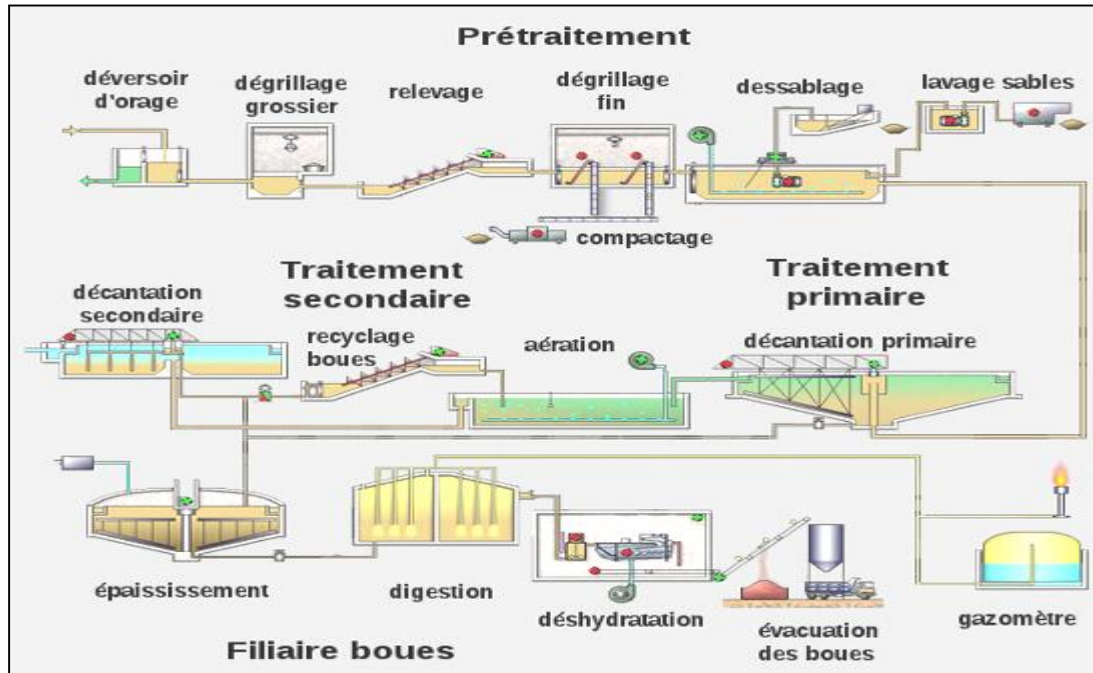 Prétraitement
déversoir
d'orage
dégrillage
grossier
relevage
dégrillage
fin
dessablage
lavage sables
compactage
Traitement
secondaire
Traitement
primaire
décantation
secondaire
recyclage
boues
aération
décantation primaire
épaississement
digestion
déshydratation
évacuation
des boues
gazomètre
Filiaire boues